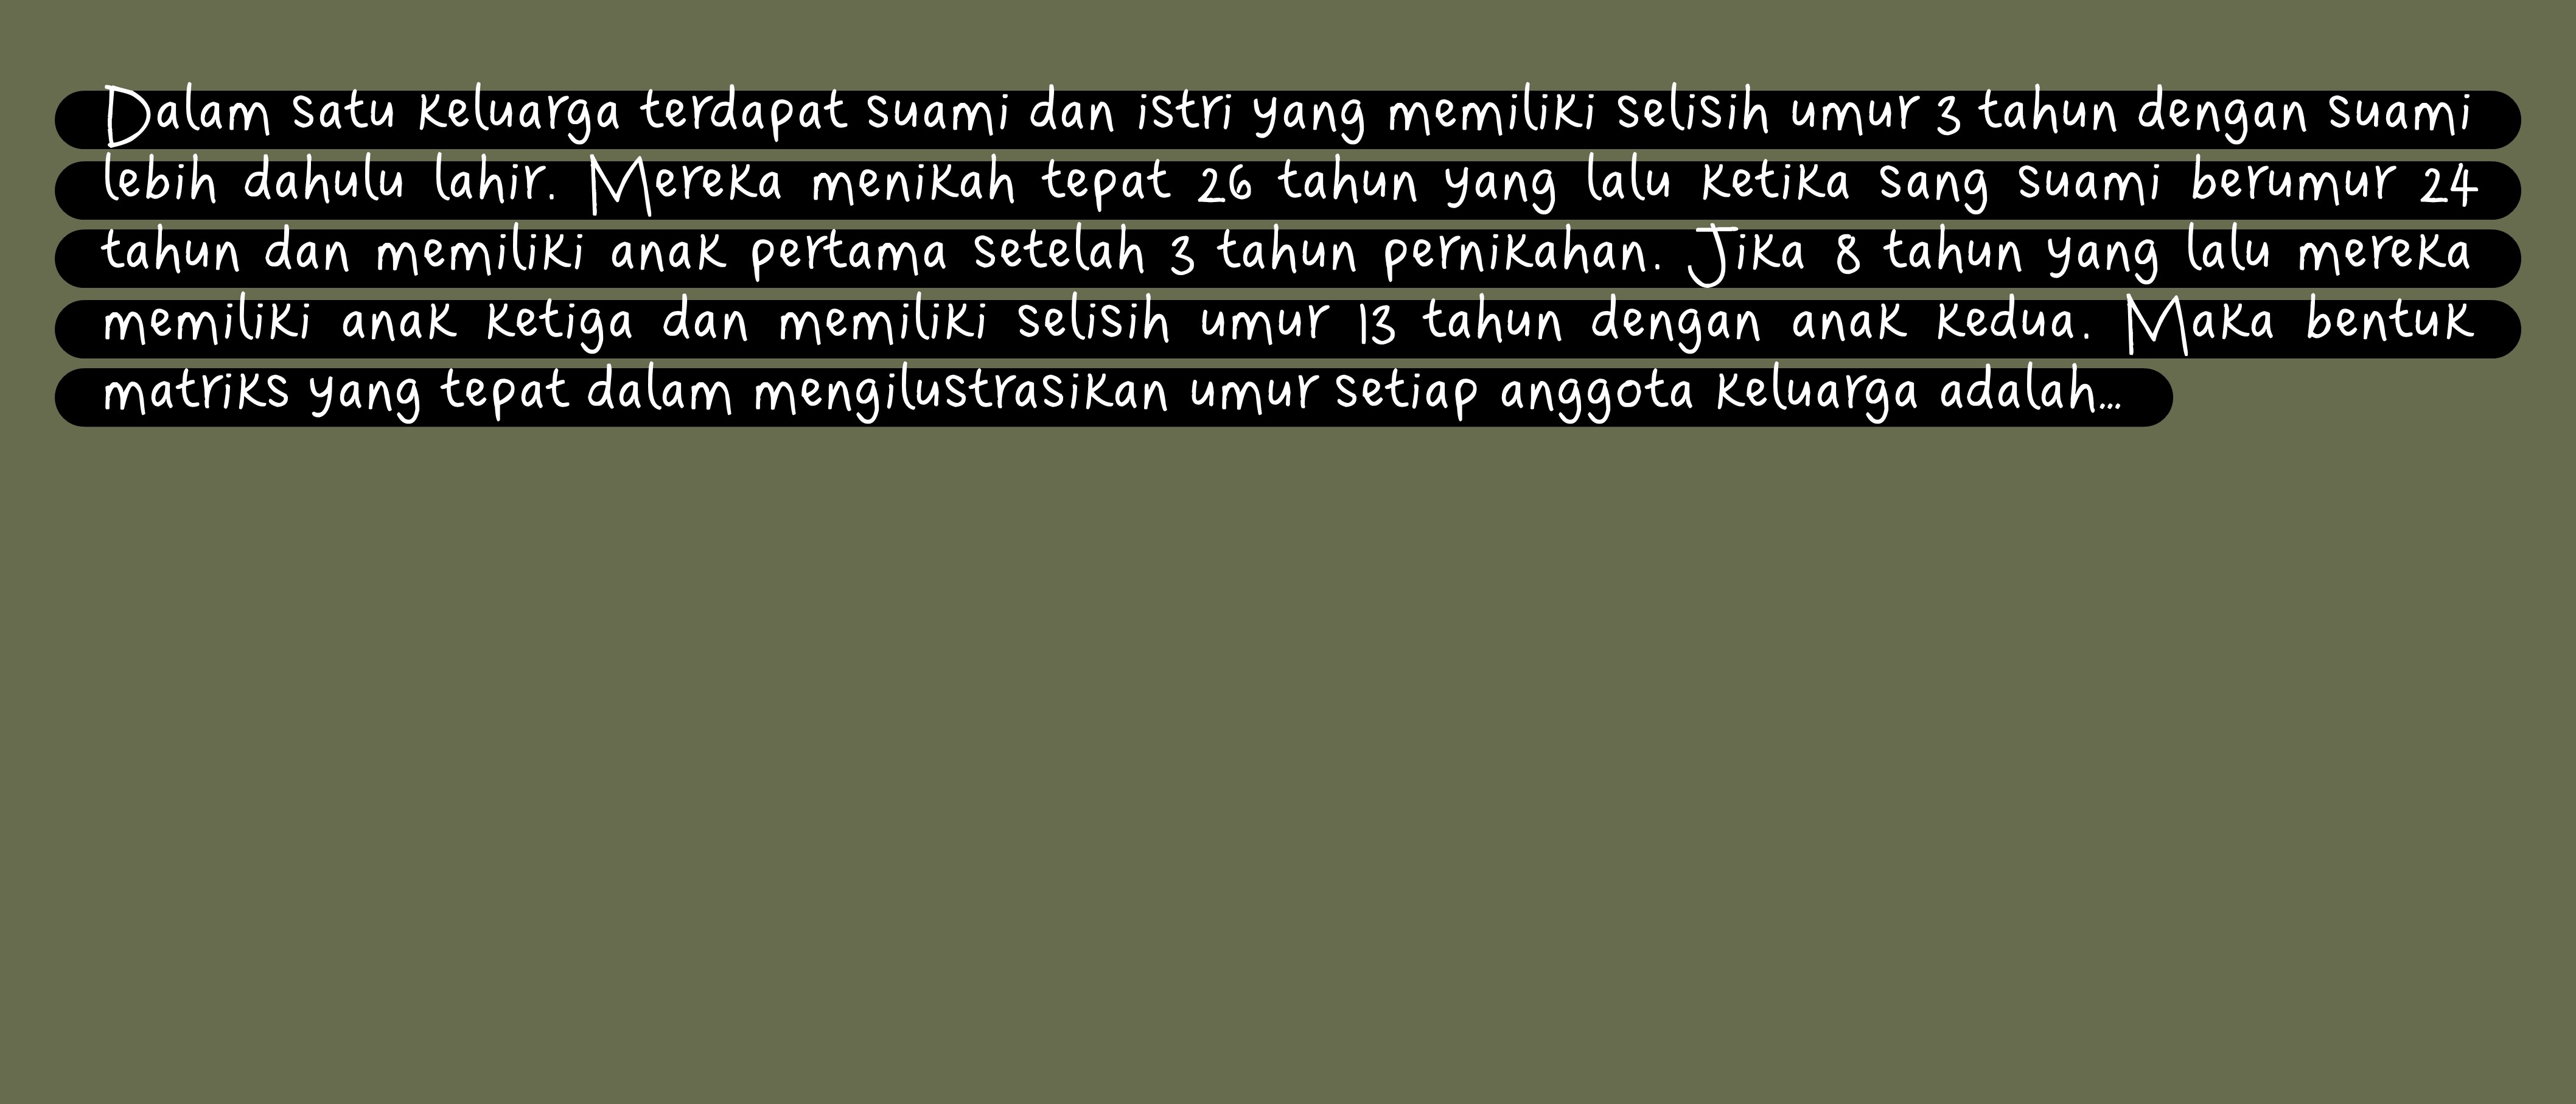 Dalam satu keluarga terdapat suami dan istri yang memiliki selisih umur 3 tahun dengan suami
lebih dahulu lahir. Mereka menikah tepat 26 tahun yang lalu ketika sang suami berumur 24
tahun dan memiliki anak pertama setelah 3 tahun pernikahan. Jika 8 tahun yang lalu mereka
memiliki anak ketiga dan memiliki selisih umur 13 tahun dengan anak kedua. Maka bentuk
matriks yang tepat dalam mengilustrasikan umur setiap anggota keluarga adalah...